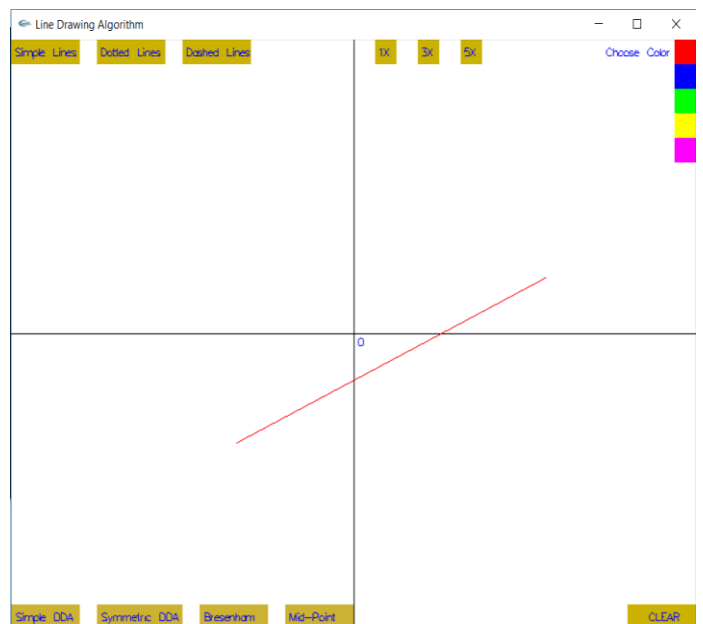 Line Drawing Algorithm
Simple Lines Dotted Lines Dashed Lines 1X 3X 5X Choose Color
O
Simple DDA Symmetric DDA Bresenham Mid-Point CLEAR